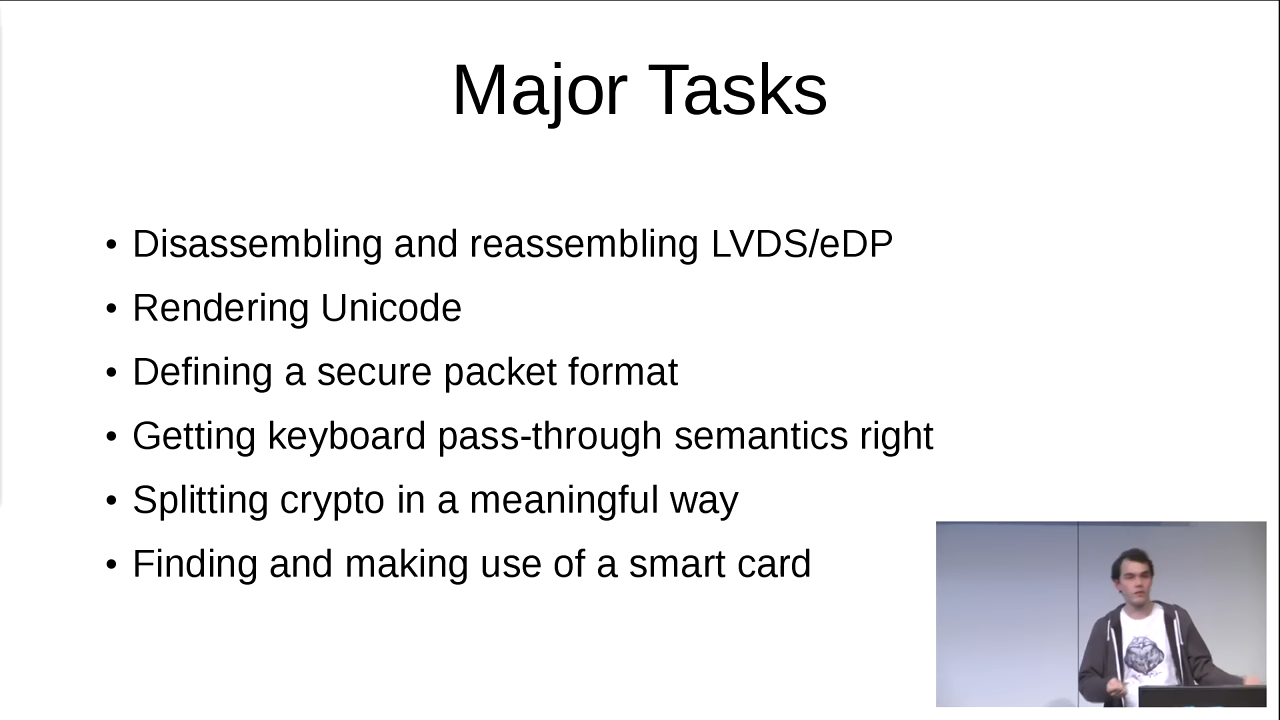 Major Tasks
• Disassembling and reassembling LVDS/eDP
• Rendering Unicode
• Defining a secure packet format
• Getting keyboard pass-through semantics right
• Splitting crypto in a meaningful way
• Finding and making use of a smart card